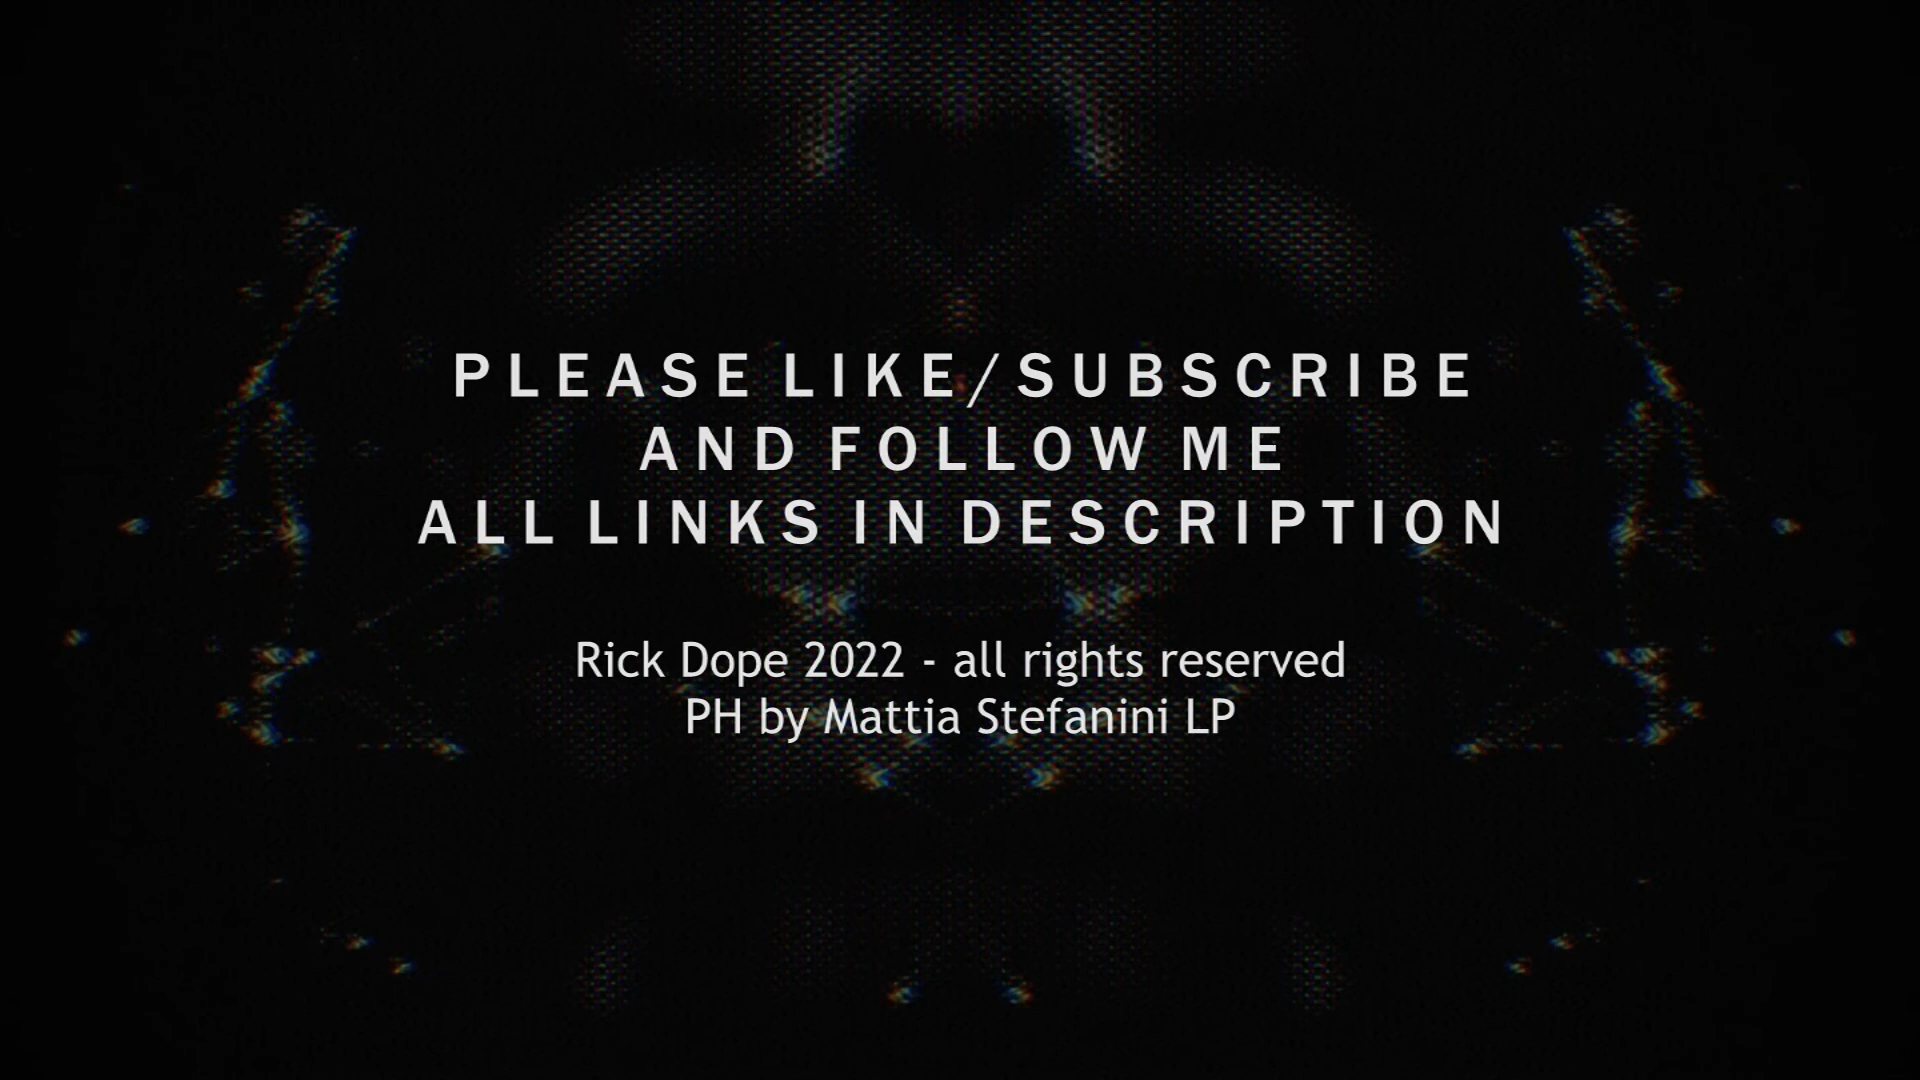 PLEASE LIKE/SUBSCRIBE
AND FOLLOW ME
ALL LINKS IN DESCRIPTION
Rick Dope 2022 - all rights reserved
PH by Mattia Stefanini LP